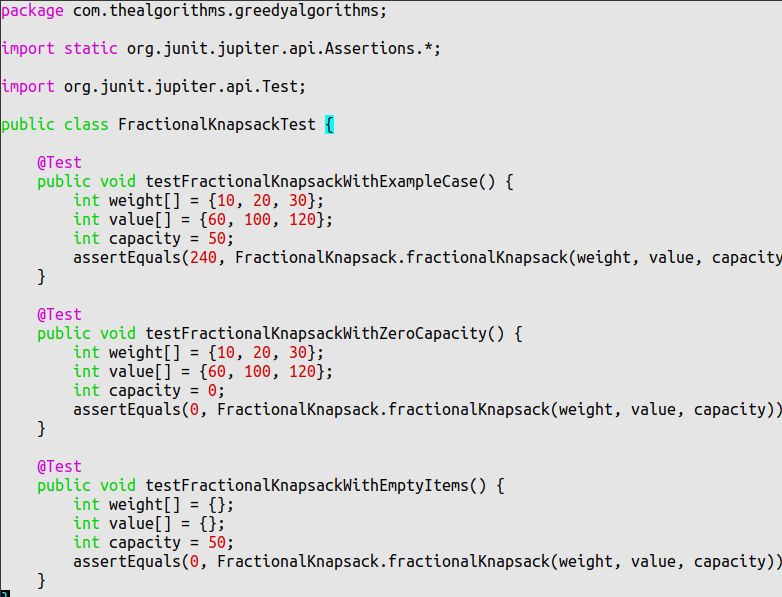 package com.thealgorithms.greedyalgorithms;
import static org.junit.jupiter.api.Assertions.*;
import org.junit.jupiter.api.Test;
public class FractionalKnapsackTest {
@Test
public void testFractionalKnapsackWithExampleCase() {
int weight[] = {10, 20, 30};
int value[] = {60, 100, 120};
int capacity = 50;
assertEquals(240, FractionalKnapsack.fractionalKnapsack(weight, value, capacity
}
@Test
public void testFractionalKnapsackWithZeroCapacity() {
int weight[] = {10, 20, 30};
int value[] = {60, 100, 120};
int capacity = 0;
assertEquals(0, FractionalKnapsack.fractionalKnapsack(weight, value, capacity))
}
@Test
public void testFractionalKnapsackWithEmptyItems() {
int weight[] = {};
int value[] = {};
int capacity = 50;
assertEquals(0, FractionalKnapsack.fractionalKnapsack(weight, value, capacity))
}
}